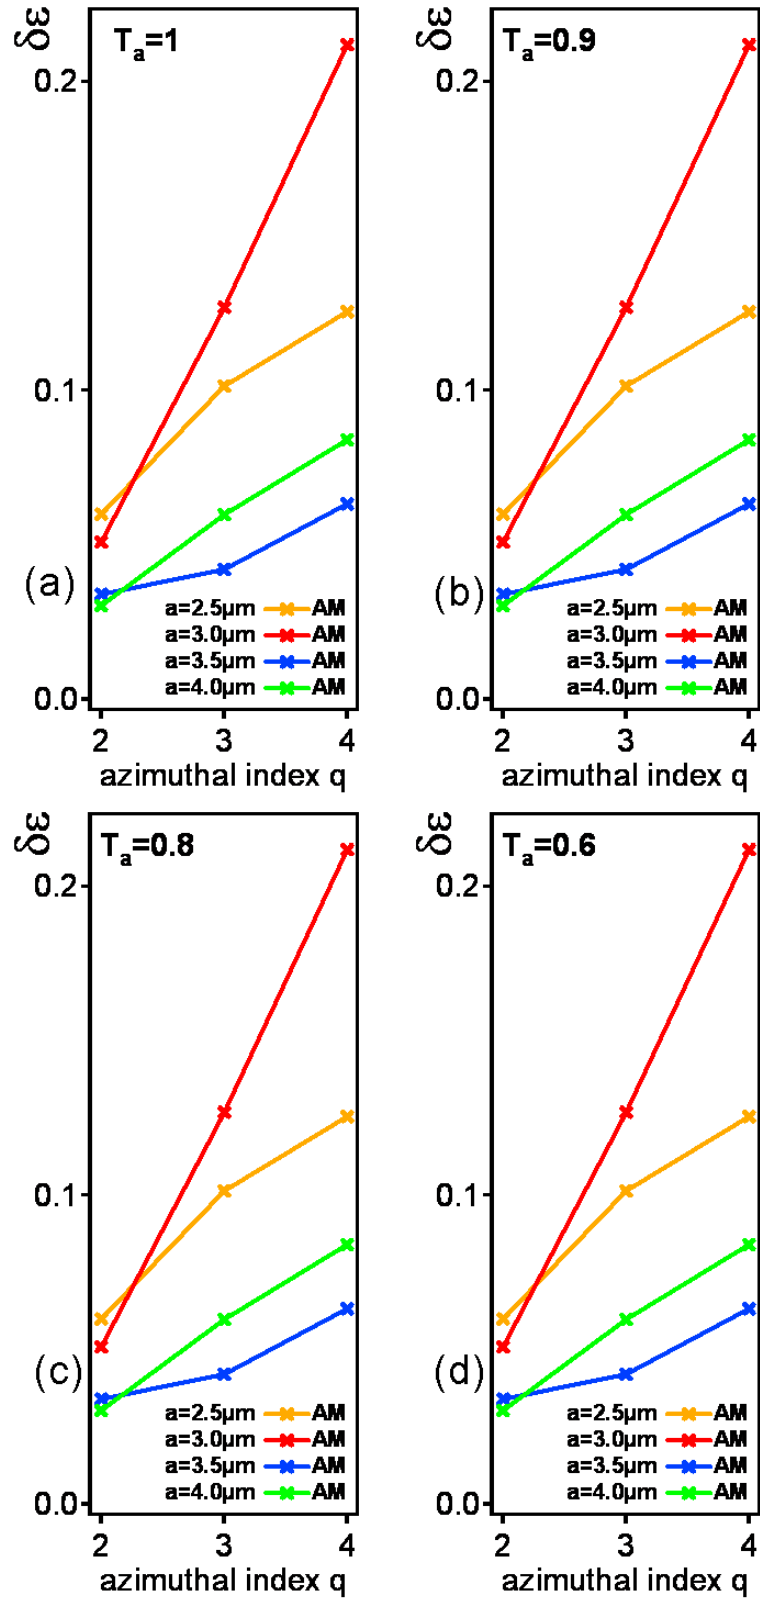 δε
T_a=1
0.2
0.1
(a)
a=2.5µm AM
a=3.0µm AM
a=3.5µm AM
a=4.0µm AM
0.0
2 3 4
azimuthal index q
δε
T_a=0.9
0.2
0.1
(b)
a=2.5µm AM
a=3.0µm AM
a=3.5µm AM
a=4.0µm AM
0.0
2 3 4
azimuthal index q
δε
T_a=0.8
0.2
0.1
(c)
a=2.5µm AM
a=3.0µm AM
a=3.5µm AM
a=4.0µm AM
0.0
2 3 4
azimuthal index q
δε
T_a=0.6
0.2
0.1
(d)
a=2.5µm AM
a=3.0µm AM
a=3.5µm AM
a=4.0µm AM
0.0
2 3 4
azimuthal index q